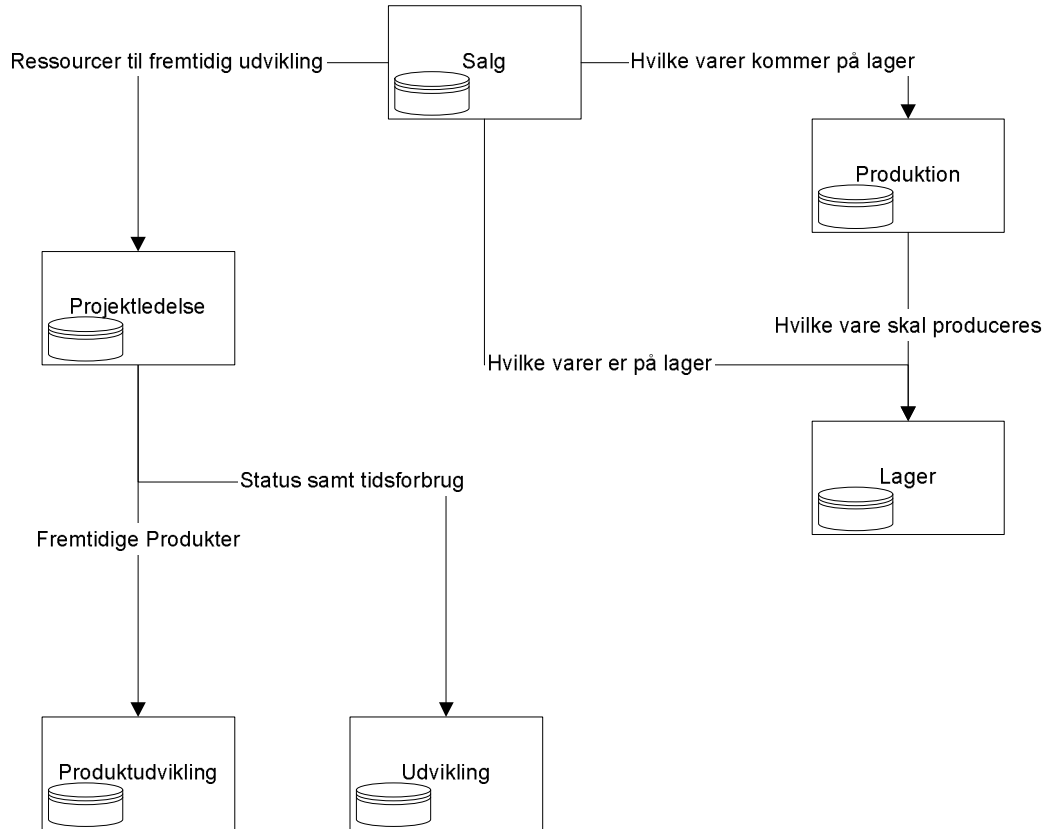 Ressourcer til fremtidig udvikling
Salg
Hvilke varer kommer på lager
Produktion
Projektledelse
Hvilke vare skal produceres
Hvilke varer er på lager
Lager
Status samt tidsforbrug
Fremtidige Produkter
Produktudvikling
Udvikling